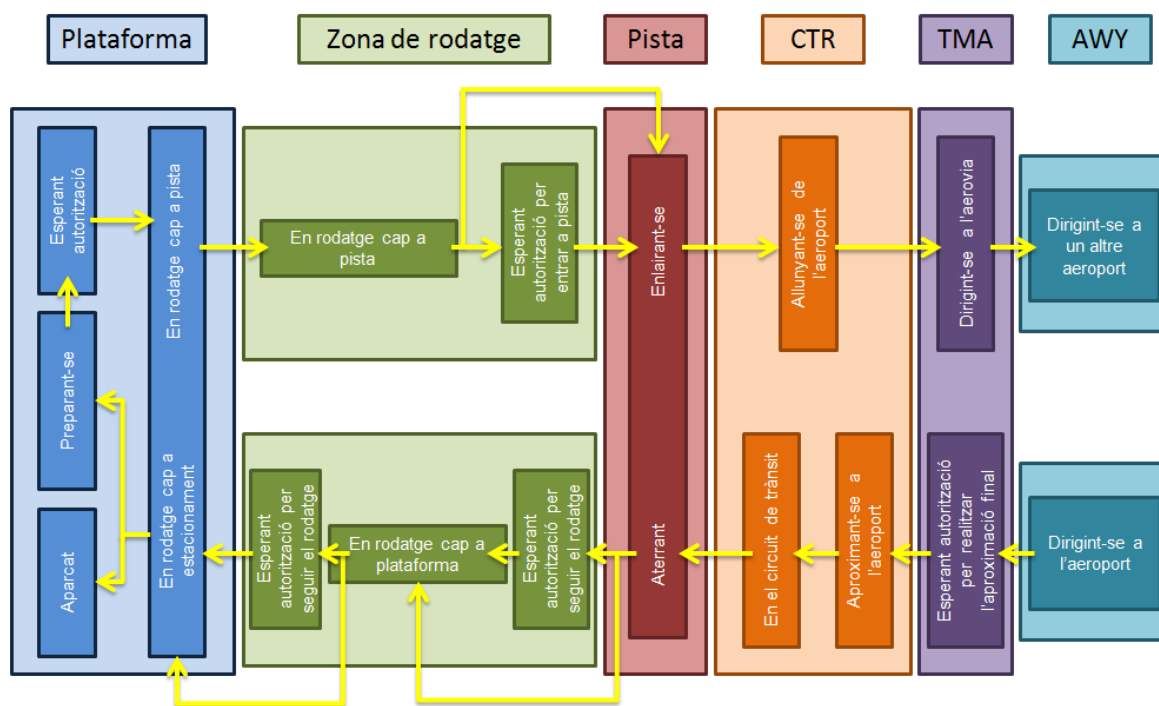 Plataforma
Zona de rodatge
Pista
CTR
TMA
AWY
Esperant
autorització
En rodatge cap a pista
En rodatge cap a
pista
Esperant
autorització per
entrar a pista
Enlairant-se
Allunyant-se de
l'aeroport
Dirigint-se a l'aerovia
Dirigint-se a
un altre
aeroport
Preparant-se
Aparcat
En rodatge cap a
estacionament
Esperant
autorització per
seguir el rodatge
En rodatge cap a
plataforma
Esperant
autorització per
seguir el rodatge
Aterrant
En el circuit de trànsit
Aproximant-se a
l'aeroport
Esperant autorització
per realitzar
l'aproximació final
Dirigint-se a
l'aeroport